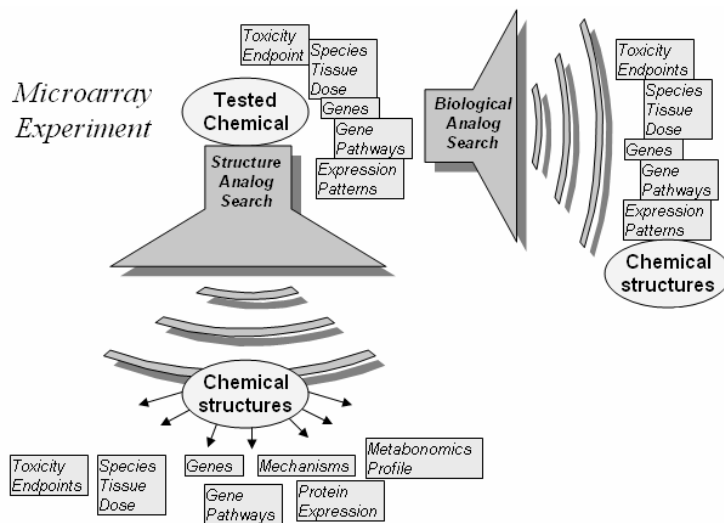 Microarray
Experiment
Toxicity
Endpoint
Species
Tissue
Dose
Tested
Chemical
Genes
Gene
Pathways
Expression
Patterns
Structure
Analog
Search
Biological
Analog
Search
Toxicity
Endpoints
Species
Tissue
Dose
Genes
Gene
Pathways
Expression
Patterns
Chemical
structures
Chemical
structures
Toxicity
Endpoints
Species
Tissue
Dose
Genes
Gene
Pathways
Mechanisms
Protein
Expression
Metabonomics
Profile